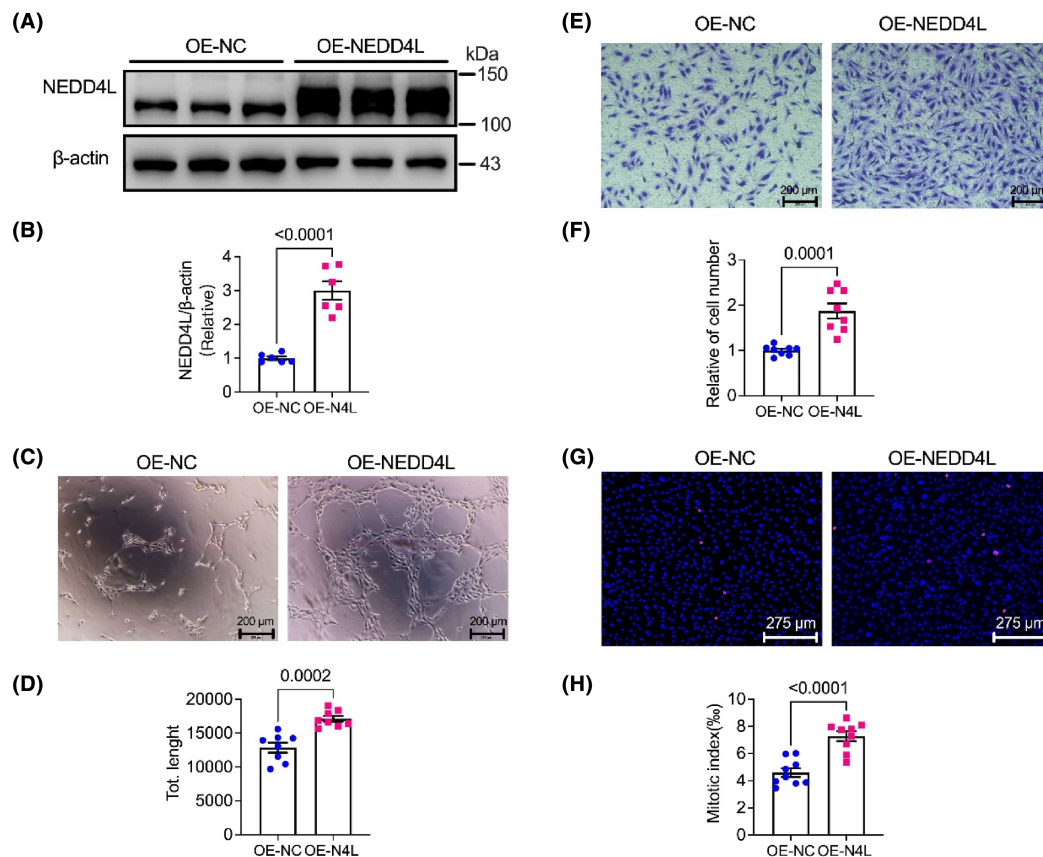 (A)
OE-NC
OE-NEDD4L
kDa
NEDD4L
150
100
β-actin
43
(B)
<0.0001
NEDD4L/β-actin
(Relative)
4
3
2
1
0
OE-NC
OE-N4L
(C)
OE-NC
OE-NEDD4L
200 µm
200 µm
(D)
0.0002
Tot. lenght
20000
15000
10000
5000
0
OE-NC
OE-N4L
(E)
OE-NC
OE-NEDD4L
200 µm
200 µm
(F)
0.0001
Relative of cell number
3
2
1
0
OE-NC
OE-N4L
(G)
OE-NC
OE-NEDD4L
275 µm
275 µm
(H)
<0.0001
Mitotic index(‰)
10
8
6
4
2
0
OE-NC
OE-N4L